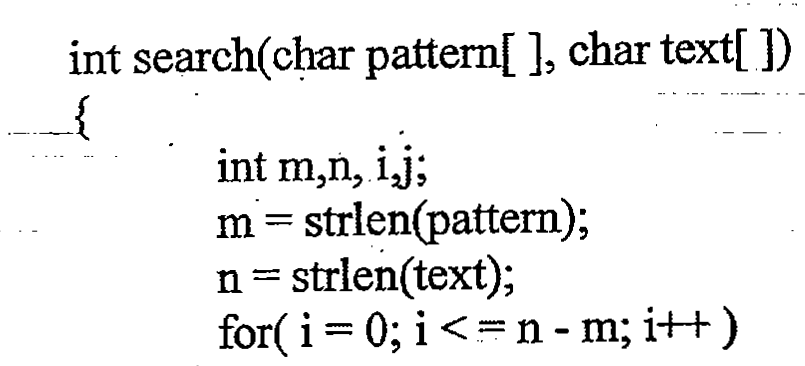 int search(char pattern[ ], char text[ ])
{
int m,n, i,j;
m = strlen(pattern);
n = strlen(text);
for( i = 0; i < = n - m; i++ )